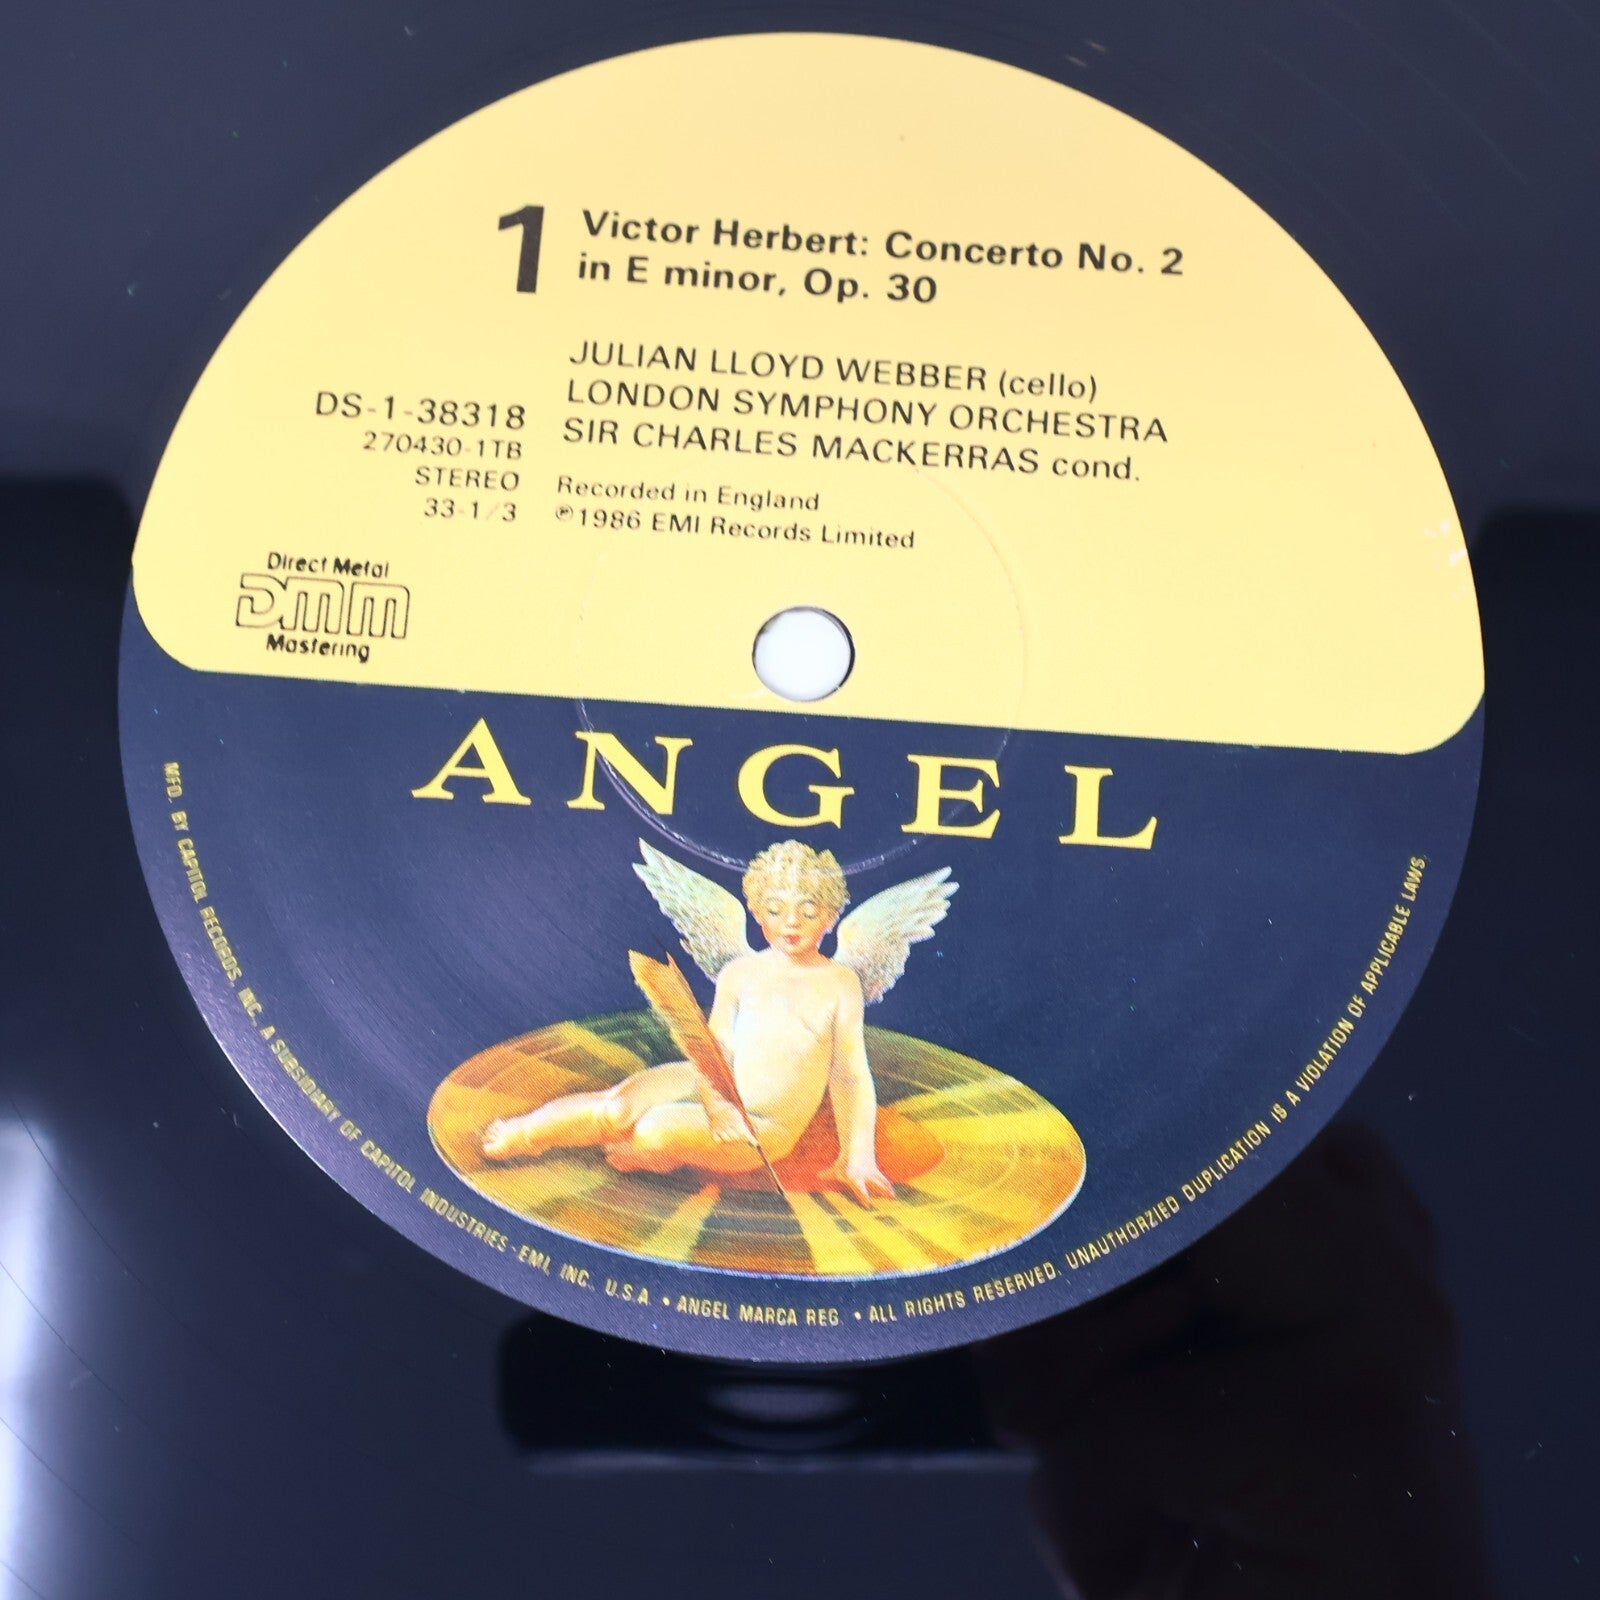 1
Victor Herbert: Concerto No. 2
in E minor, Op. 30
JULIAN LLOYD WEBBER (cello)
LONDON SYMPHONY ORCHESTRA
SIR CHARLES MACKERRAS cond.
DS-1-38318
270430-1TB
STEREO
33-1/3
Recorded in England
℗1986 EMI Records Limited
Direct Metal
DMM
Mastering
ANGEL
MFD. BY CAPITOL RECORDS, INC. A SUBSIDIARY OF CAPITOL INDUSTRIES-EMI, INC., U.S.A. • ANGEL MARCA REG. • ALL RIGHTS RESERVED. UNAUTHORZIED DUPLICATION IS A VIOLATION OF APPLICABLE LAWS.